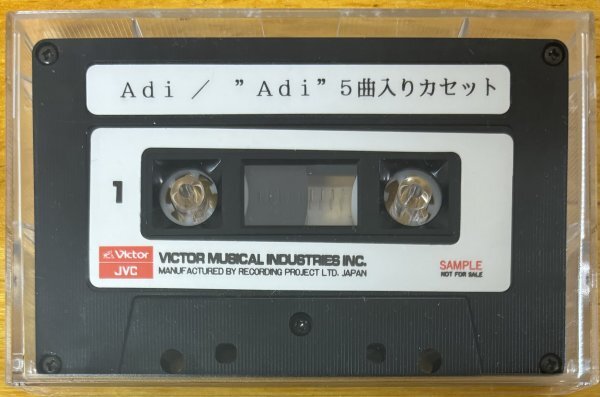 Adi ／ ”Adi”5曲入りカセット
1
Victor
JVC
VICTOR MUSICAL INDUSTRIES INC.
MANUFACTURED BY RECORDING PROJECT LTD. JAPAN
SAMPLE
NOT FOR SALE